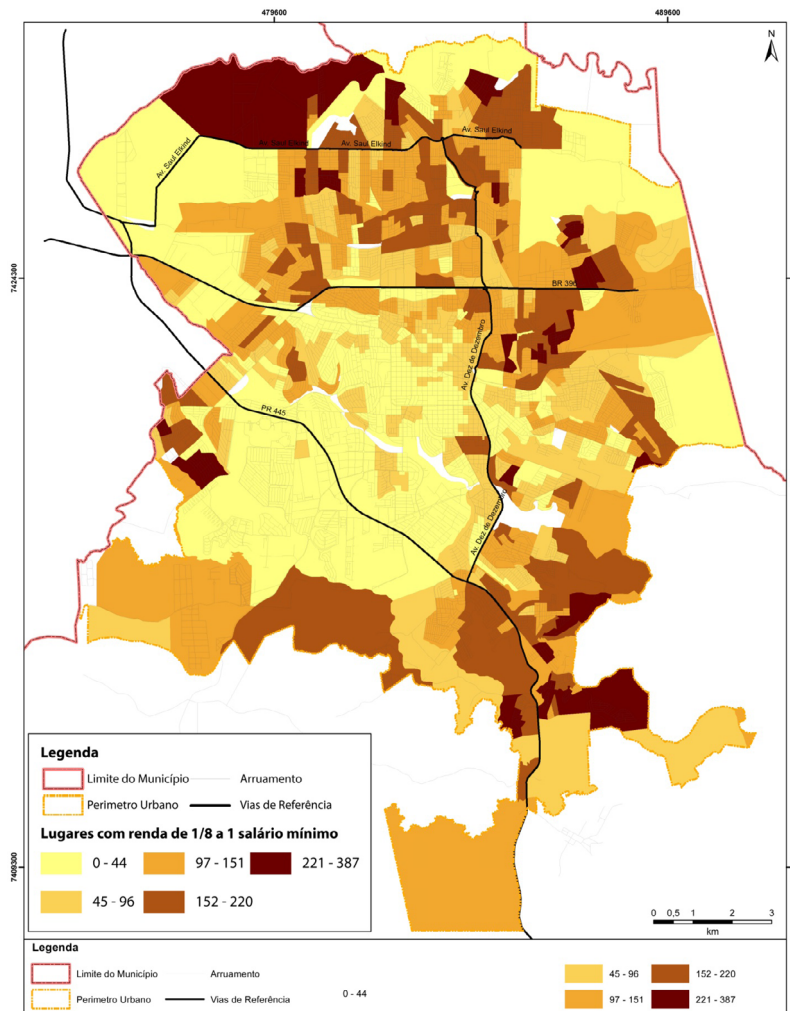 479600
489600
N
Av. Saul Elkind
Av. Saul Elkind
Av. Saul Elkind
Av. Saul Elkind
7424300
BR 396
Av. Dez de Dezembro
PR 445
Av. Dez de Dezembro
Legenda
Limite do Município
Arruamento
Perimetro Urbano
Vias de Referência
Lugares com renda de 1/8 a 1 salário mínimo
0 - 44
97 - 151
221 - 387
45 - 96
152 - 220
7409300
0 0,5 1 2 3
km
Legenda
Limite do Município
Arruamento
45 - 96
152 - 220
Perimetro Urbano
Vias de Referência
0 - 44
97 - 151
221 - 387